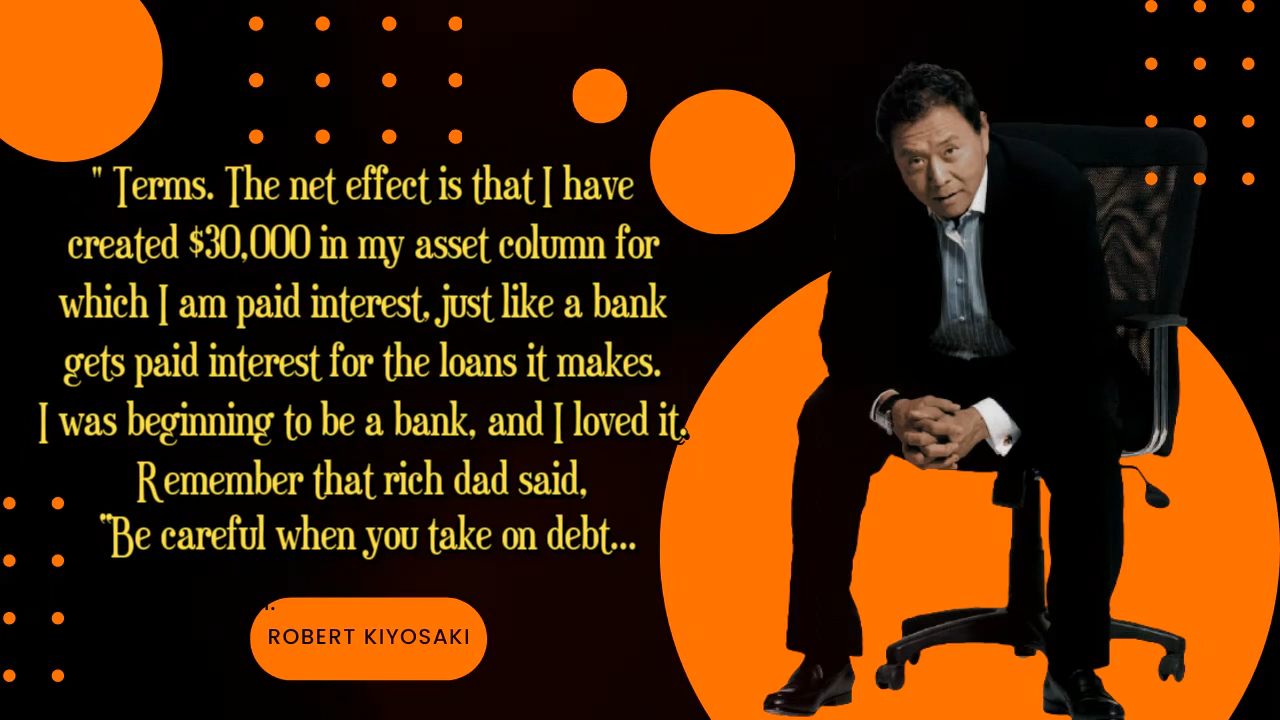 " Terms. The net effect is that I have
created $30,000 in my asset column for
which I am paid interest, just like a bank
gets paid interest for the loans it makes.
I was beginning to be a bank, and I loved it.
Remember that rich dad said,
“Be careful when you take on debt...
ROBERT KIYOSAKI